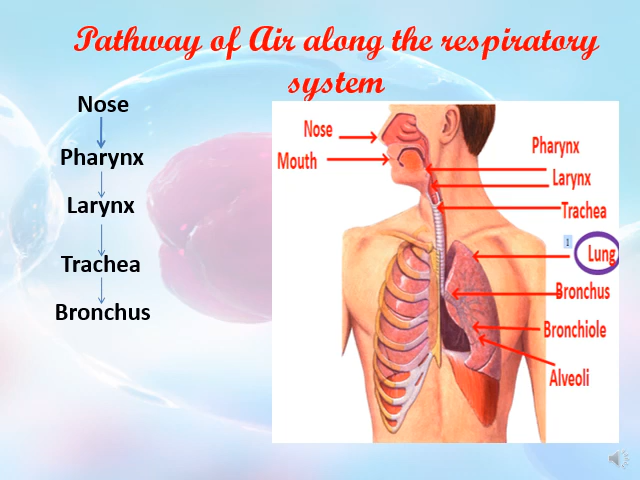 Pathway of Air along the respiratory
system
Nose
Pharynx
Larynx
Trachea
Bronchus
Nose
Mouth
Pharynx
Larynx
Trachea
1
Lung
Bronchus
Bronchiole
Alveoli